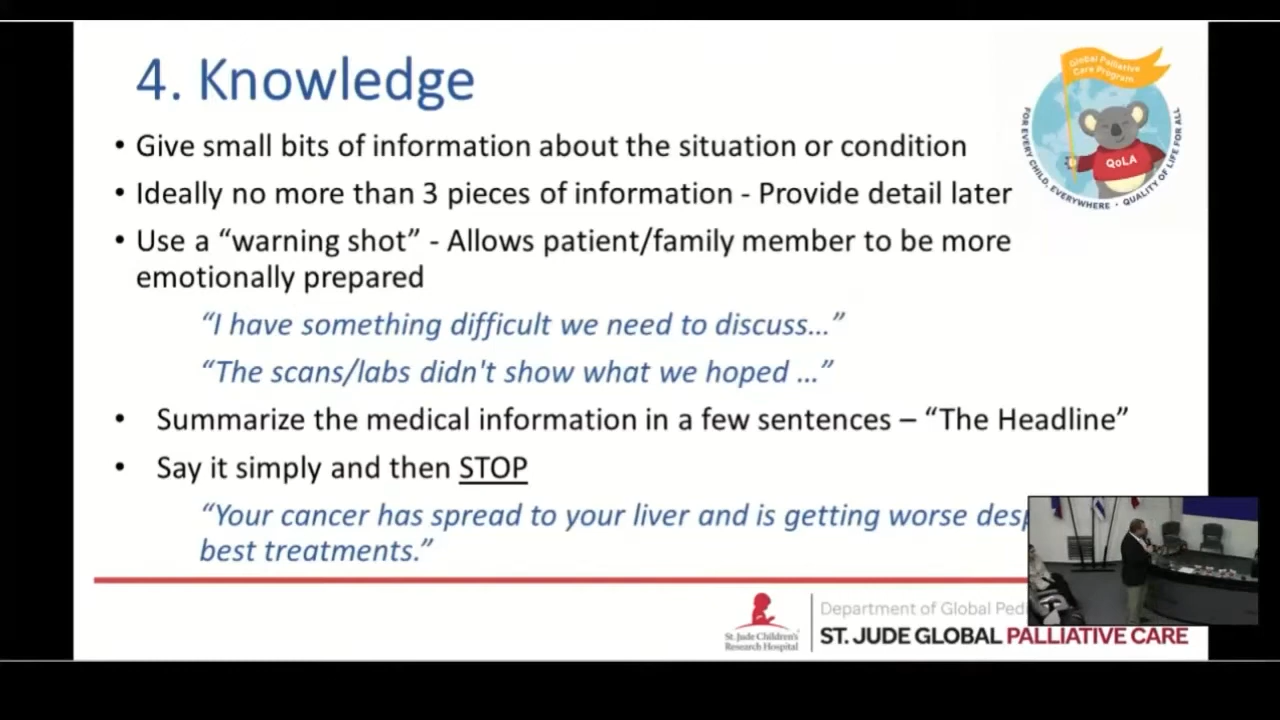 4. Knowledge
Global Palliative
Care Program
QoLA
FOR EVERY CHILD, EVERYWHERE • QUALITY OF LIFE FOR ALL
• Give small bits of information about the situation or condition
• Ideally no more than 3 pieces of information - Provide detail later
• Use a “warning shot” - Allows patient/family member to be more
emotionally prepared
“I have something difficult we need to discuss...”
“The scans/labs didn't show what we hoped ...”
• Summarize the medical information in a few sentences – “The Headline”
• Say it simply and then STOP
“Your cancer has spread to your liver and is getting worse
best treatments.”
St. Jude Children's
Research Hospital
Department of Global
ST. JUDE GLOBAL PALLIATIVE CARE